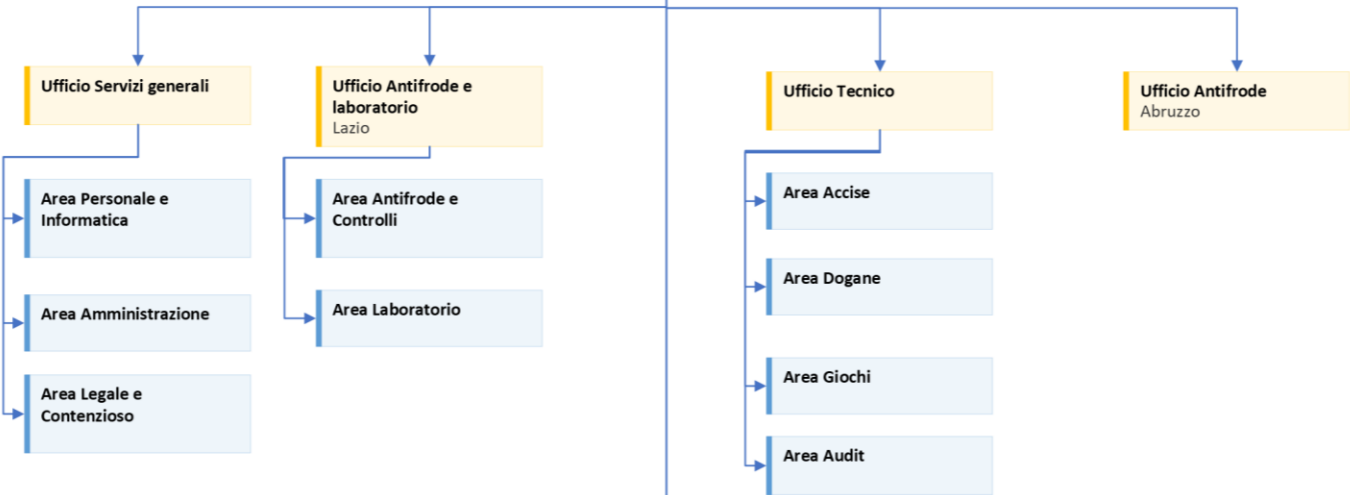 Ufficio Servizi generali
Ufficio Antifrode e
laboratorio
Lazio
Ufficio Tecnico
Ufficio Antifrode
Abruzzo
Area Personale e
Informatica
Area Amministrazione
Area Legale e
Contenzioso
Area Antifrode e
Controlli
Area Laboratorio
Area Accise
Area Dogane
Area Giochi
Area Audit